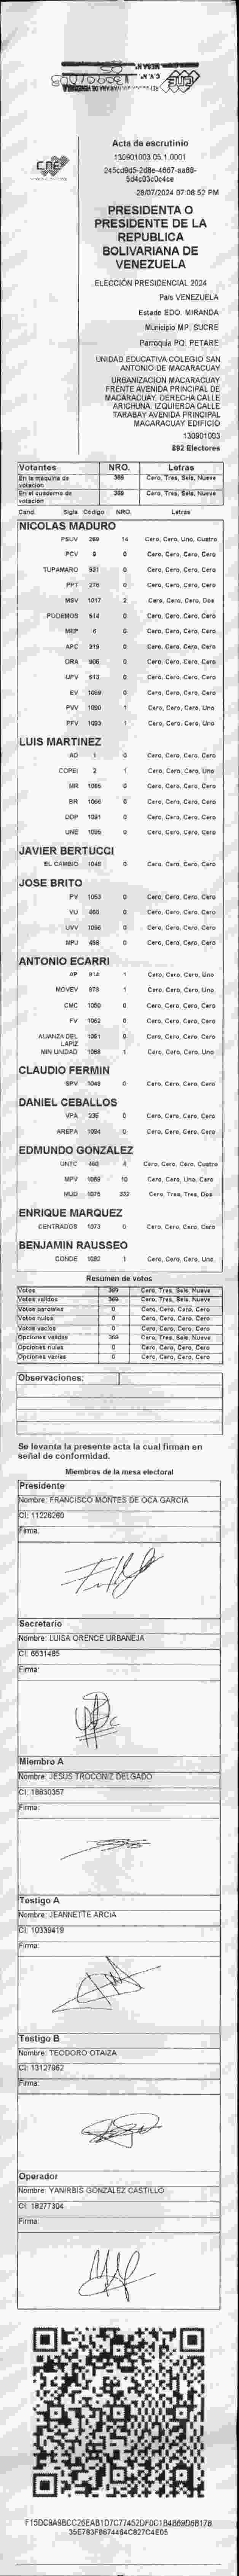 CNE
Acta de escrutinio
130901003.05.1.0001
28/07/2024 07:08:52 PM
PRESIDENTA O
PRESIDENTE DE LA
REPUBLICA
BOLIVARIANA DE
VENEZUELA
ELECCIÓN PRESIDENCIAL 2024
País VENEZUELA
Estado EDO. MIRANDA
Municipio MP. SUCRE
Parroquia PQ. PETARE
UNIDAD EDUCATIVA COLEGIO SAN
ANTONIO DE MACARACUAY
URBANIZACION MACARACUAY
FRENTE AVENIDA PRINCIPAL DE
MACARACUAY. DERECHA CALLE
ARICHUNA. IZQUIERDA CALLE
TARABAY AVENIDA PRINCIPAL
MACARACUAY EDIFICIO
130901003
892 Electores
Votantes NRO. Letras
En la máquina de
votación 369 Cero, Tres, Seis, Nueve
En el cuaderno de
votación 369 Cero, Tres, Seis, Nueve
Cand. Sigla Código NRO. Letras
NICOLAS MADURO
PSUV 269 14 Cero, Cero, Uno, Cuatro
PCV 9 0 Cero, Cero, Cero, Cero
TUPAMARO 531 0 Cero, Cero, Cero, Cero
PPT 278 0 Cero, Cero, Cero, Cero
MSV 1017 2 Cero, Cero, Cero, Dos
PODEMOS 514 0 Cero, Cero, Cero, Cero
MEP 6 0 Cero, Cero, Cero, Cero
APC 219 0 Cero, Cero, Cero, Cero
ORA 906 0 Cero, Cero, Cero, Cero
UPV 613 0 Cero, Cero, Cero, Cero
EV 1089 0 Cero, Cero, Cero, Cero
PVV 1090 1 Cero, Cero, Cero, Uno
PFV 1093 1 Cero, Cero, Cero, Uno
LUIS MARTINEZ
AD 1 0 Cero, Cero, Cero, Cero
COPEI 2 1 Cero, Cero, Cero, Uno
MR 1065 0 Cero, Cero, Cero, Cero
BR 1066 0 Cero, Cero, Cero, Cero
DDP 1091 0 Cero, Cero, Cero, Cero
UNE 1095 0 Cero, Cero, Cero, Cero
JAVIER BERTUCCI
EL CAMBIO 1048 0 Cero, Cero, Cero, Cero
JOSE BRITO
PV 1053 0 Cero, Cero, Cero, Cero
VU 868 0 Cero, Cero, Cero, Cero
UVV 1096 0 Cero, Cero, Cero, Cero
MPJ 458 0 Cero, Cero, Cero, Cero
ANTONIO ECARRI
AP 814 1 Cero, Cero, Cero, Uno
MOVEV 878 1 Cero, Cero, Cero, Uno
CMC 1050 0 Cero, Cero, Cero, Cero
FV 1062 0 Cero, Cero, Cero, Cero
ALIANZA DEL
LAPIZ 1051 0 Cero, Cero, Cero, Cero
MIN UNIDAD 1088 1 Cero, Cero, Cero, Uno
CLAUDIO FERMIN
SPV 1049 0 Cero, Cero, Cero, Cero
DANIEL CEBALLOS
VPA 236 0 Cero, Cero, Cero, Cero
AREPA 1094 0 Cero, Cero, Cero, Cero
EDMUNDO GONZALEZ
UNTC 460 4 Cero, Cero, Cero, Cuatro
MPV 1069 10 Cero, Cero, Uno, Cero
MUD 1075 332 Cero, Tres, Tres, Dos
ENRIQUE MARQUEZ
CENTRADOS 1073 0 Cero, Cero, Cero, Cero
BENJAMIN RAUSSEO
CONDE 1092 1 Cero, Cero, Cero, Uno
Resumen de votos
Votos 369 Cero, Tres, Seis, Nueve
Votos válidos 369 Cero, Tres, Seis, Nueve
Votos parciales 0 Cero, Cero, Cero, Cero
Votos nulos 0 Cero, Cero, Cero, Cero
Votos vacíos 0 Cero, Cero, Cero, Cero
Opciones válidas 369 Cero, Tres, Seis, Nueve
Opciones nulas 0 Cero, Cero, Cero, Cero
Opciones vacías 0 Cero, Cero, Cero, Cero
Observaciones:
Se levanta la presente acta la cual firman en
señal de conformidad.
Miembros de la mesa electoral
Presidente
Nombre: FRANCISCO MONTES DE OCA GARCIA
CI: 11226260
Firma:
Secretario
Nombre: LUISA ORENCE URBANEJA
CI: 6531485
Firma:
Miembro A
Nombre: JESUS TROCONIZ DELGADO
CI: 18830357
Firma:
Testigo A
Nombre: JEANNETTE ARCIA
CI: 10339419
Firma:
Testigo B
Nombre: TEODORO OTAIZA
CI: 13127962
Firma:
Operador
Nombre: YANIRBIS GONZALEZ CASTILLO
CI: 18277304
Firma: